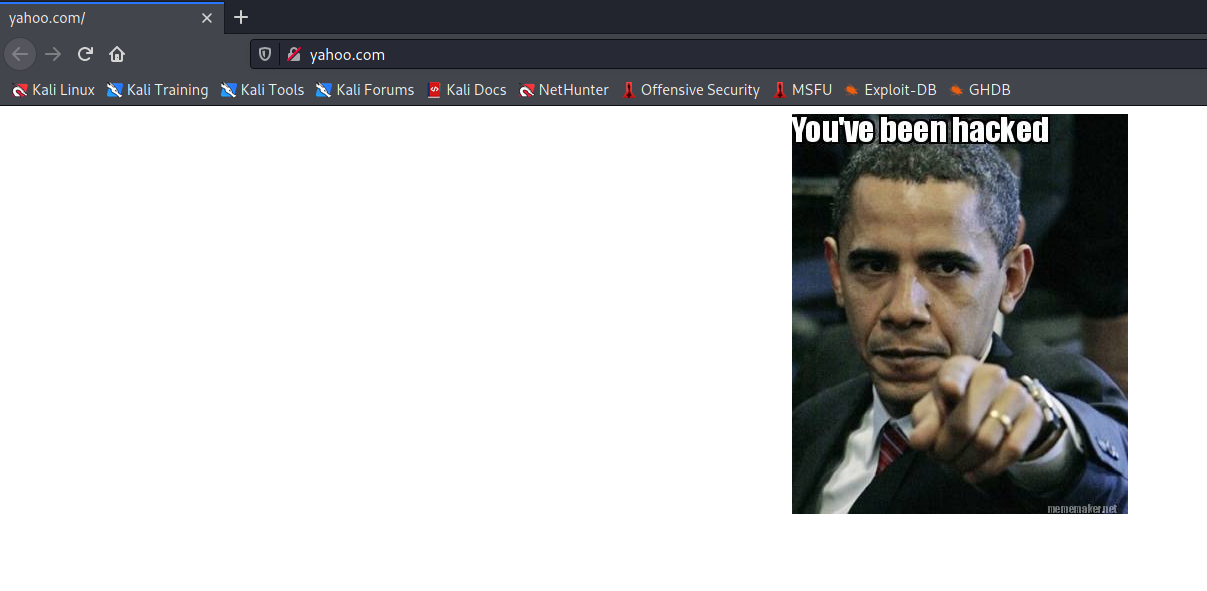 yahoo.com/
yahoo.com
Kali Linux Kali Training Kali Tools Kali Forums Kali Docs NetHunter Offensive Security MSFU Exploit-DB GHDB
You've been hacked
mememaker.net